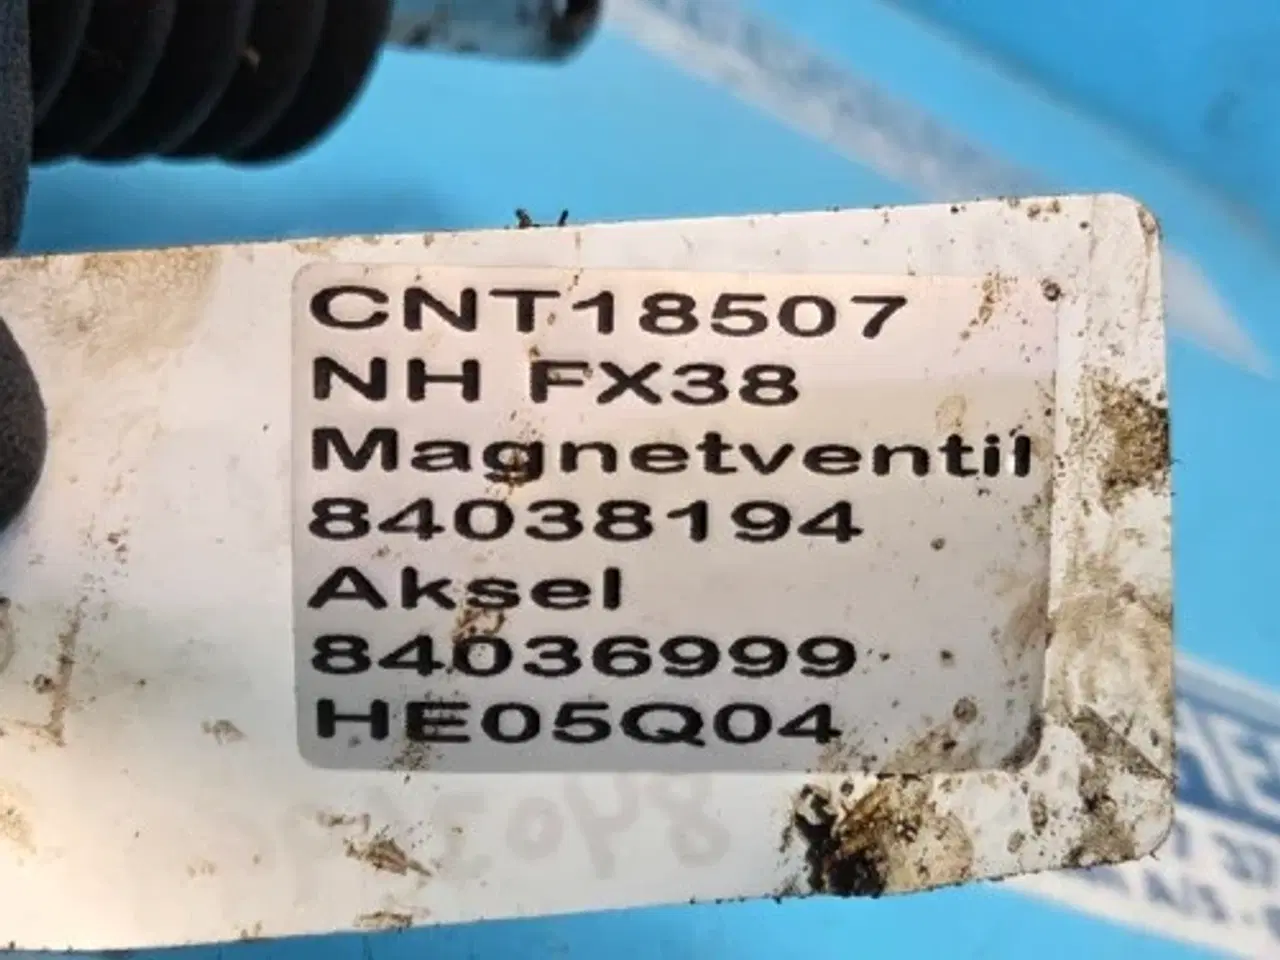 CNT18507
NH FX38
Magnetventil
84038194
Aksel
84036999
HE05Q04